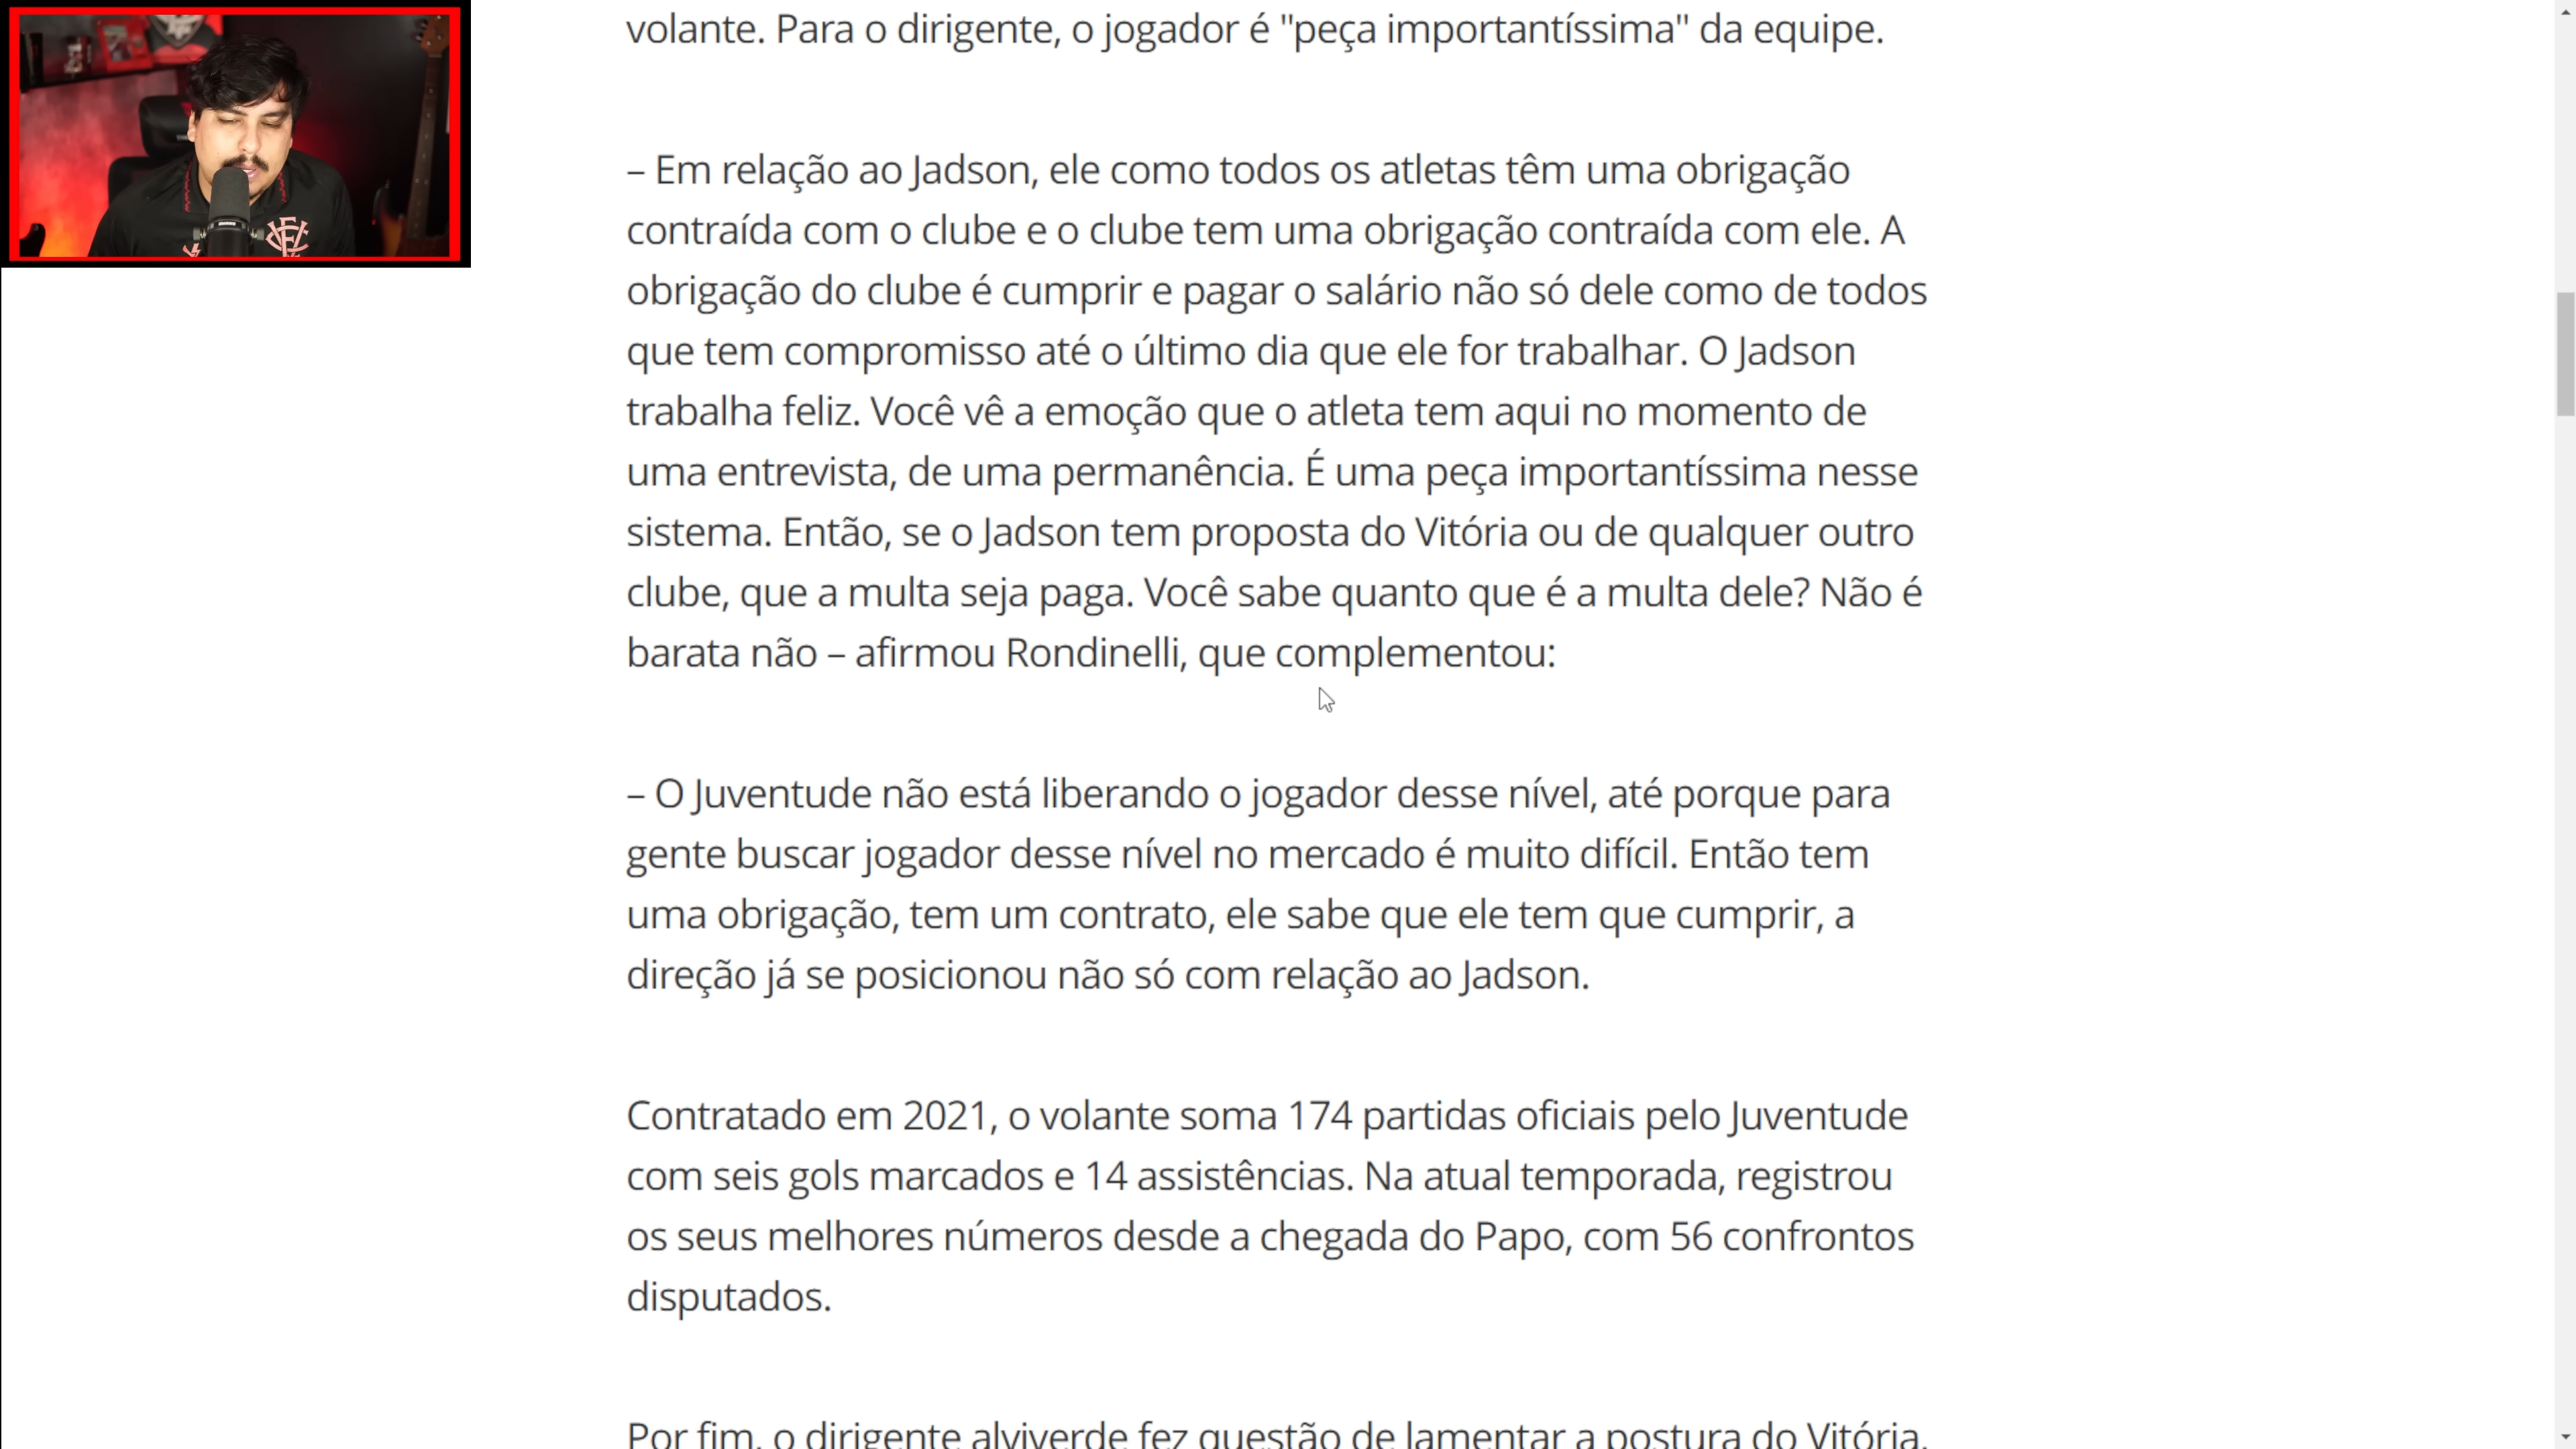 volante. Para o dirigente, o jogador é "peça importantíssima" da equipe.
– Em relação ao Jadson, ele como todos os atletas têm uma obrigação
contraída com o clube e o clube tem uma obrigação contraída com ele. A
obrigação do clube é cumprir e pagar o salário não só dele como de todos
que tem compromisso até o último dia que ele for trabalhar. O Jadson
trabalha feliz. Você vê a emoção que o atleta tem aqui no momento de
uma entrevista, de uma permanência. É uma peça importantíssima nesse
sistema. Então, se o Jadson tem proposta do Vitória ou de qualquer outro
clube, que a multa seja paga. Você sabe quanto que é a multa dele? Não é
barata não – afirmou Rondinelli, que complementou:
– O Juventude não está liberando o jogador desse nível, até porque para
gente buscar jogador desse nível no mercado é muito difícil. Então tem
uma obrigação, tem um contrato, ele sabe que ele tem que cumprir, a
direção já se posicionou não só com relação ao Jadson.
Contratado em 2021, o volante soma 174 partidas oficiais pelo Juventude
com seis gols marcados e 14 assistências. Na atual temporada, registrou
os seus melhores números desde a chegada do Papo, com 56 confrontos
disputados.
Por fim, o dirigente alviverde fez questão de lamentar a postura do Vitória.